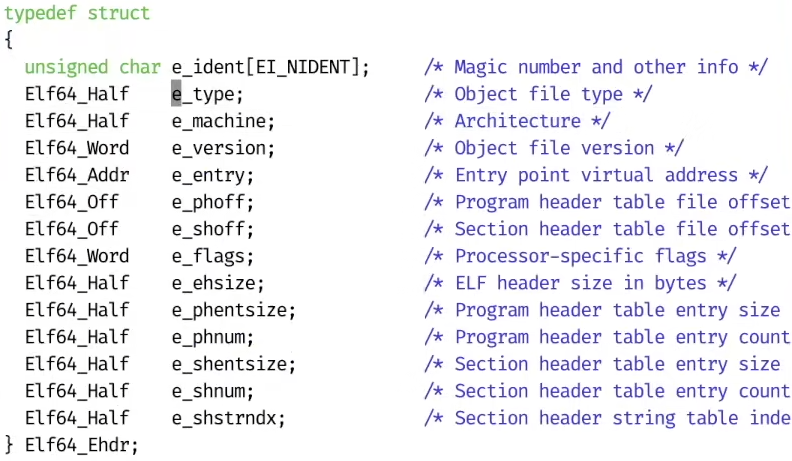 typedef struct
{
  unsigned char e_ident[EI_NIDENT];     /* Magic number and other info */
  Elf64_Half    e_type;                 /* Object file type */
  Elf64_Half    e_machine;              /* Architecture */
  Elf64_Word    e_version;              /* Object file version */
  Elf64_Addr    e_entry;                /* Entry point virtual address */
  Elf64_Off     e_phoff;                /* Program header table file offset
  Elf64_Off     e_shoff;                /* Section header table file offset
  Elf64_Word    e_flags;                /* Processor-specific flags */
  Elf64_Half    e_ehsize;               /* ELF header size in bytes */
  Elf64_Half    e_phentsize;            /* Program header table entry size
  Elf64_Half    e_phnum;                /* Program header table entry count
  Elf64_Half    e_shentsize;            /* Section header table entry size
  Elf64_Half    e_shnum;                /* Section header table entry count
  Elf64_Half    e_shstrndx;             /* Section header string table inde
} Elf64_Ehdr;